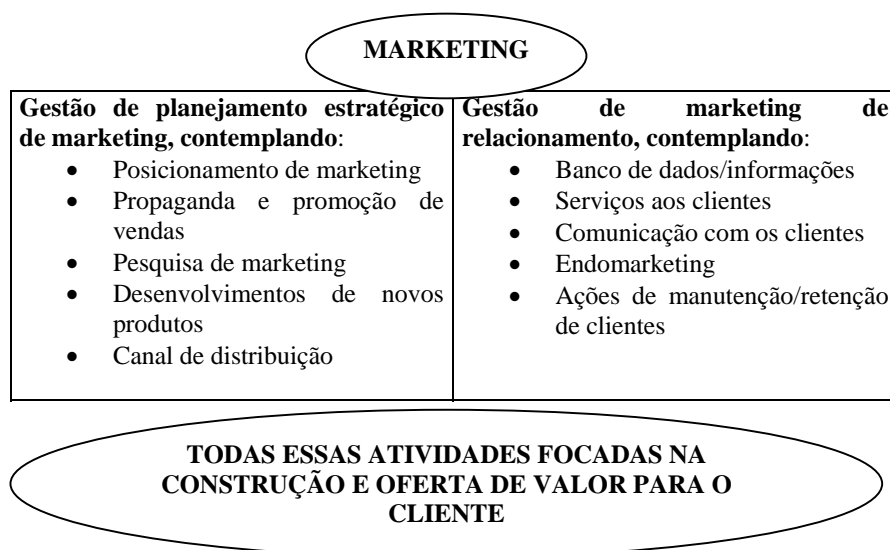 MARKETING
Gestão de planejamento estratégico
de marketing, contemplando:
• Posicionamento de marketing
• Propaganda e promoção de
vendas
• Pesquisa de marketing
• Desenvolvimentos de novos
produtos
• Canal de distribuição
Gestão de marketing de
relacionamento, contemplando:
• Banco de dados/informações
• Serviços aos clientes
• Comunicação com os clientes
• Endomarketing
• Ações de manutenção/retenção
de clientes
TODAS ESSAS ATIVIDADES FOCADAS NA
CONSTRUÇÃO E OFERTA DE VALOR PARA O
CLIENTE